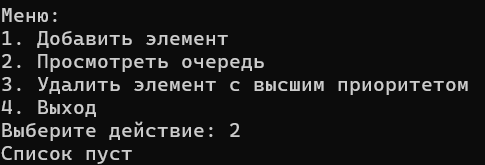 Меню:
1. Добавить элемент
2. Просмотреть очередь
3. Удалить элемент с высшим приоритетом
4. Выход
Выберите действие: 2
Список пуст